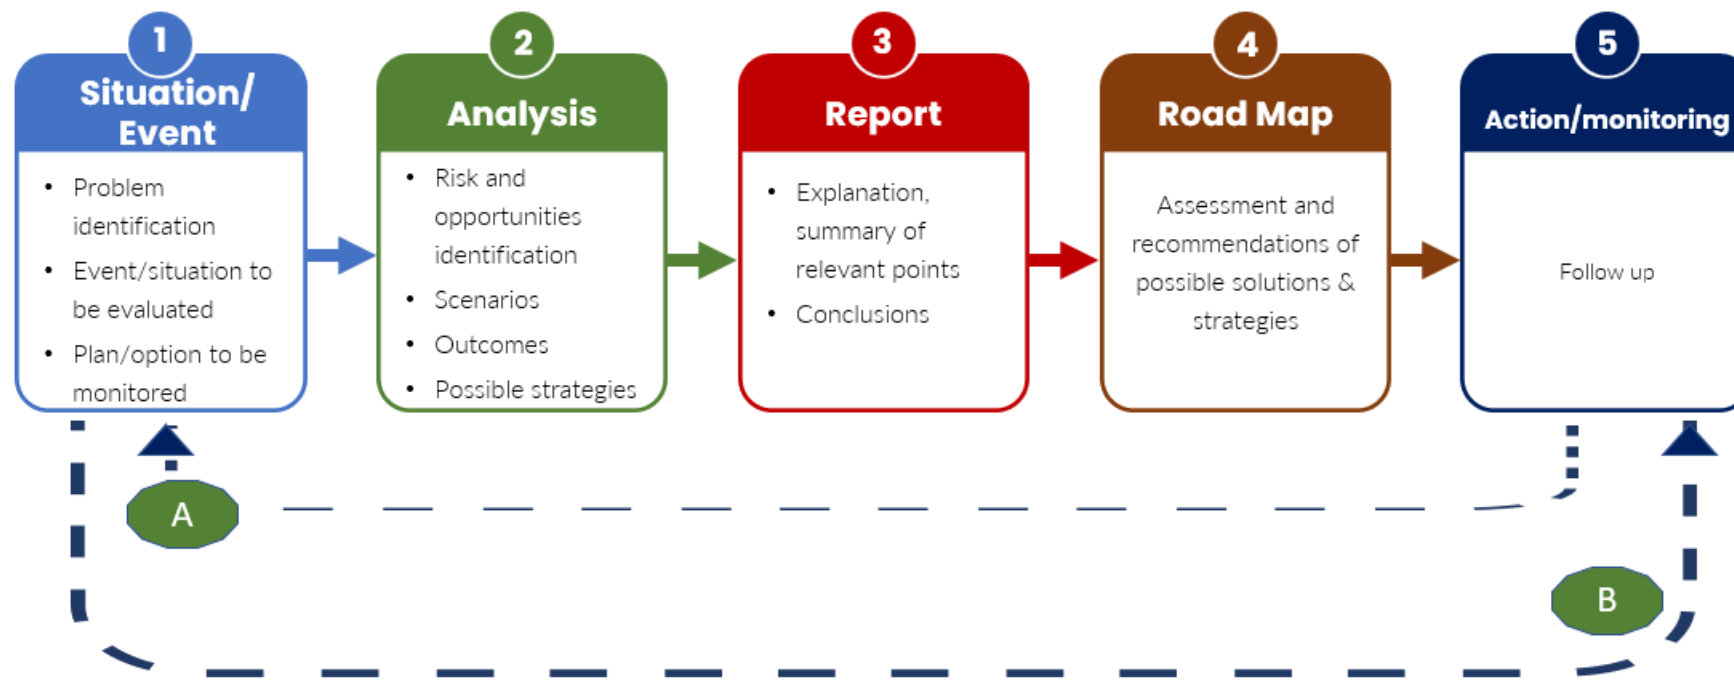 1
Situation/
Event
• Problem
identification
• Event/situation to
be evaluated
• Plan/option to be
monitored
2
Analysis
• Risk and
opportunities
identification
• Scenarios
• Outcomes
• Possible strategies
3
Report
• Explanation,
summary of
relevant points
• Conclusions
4
Road Map
Assessment and
recommendations of
possible solutions &
strategies
5
Action/monitoring
Follow up
A
B